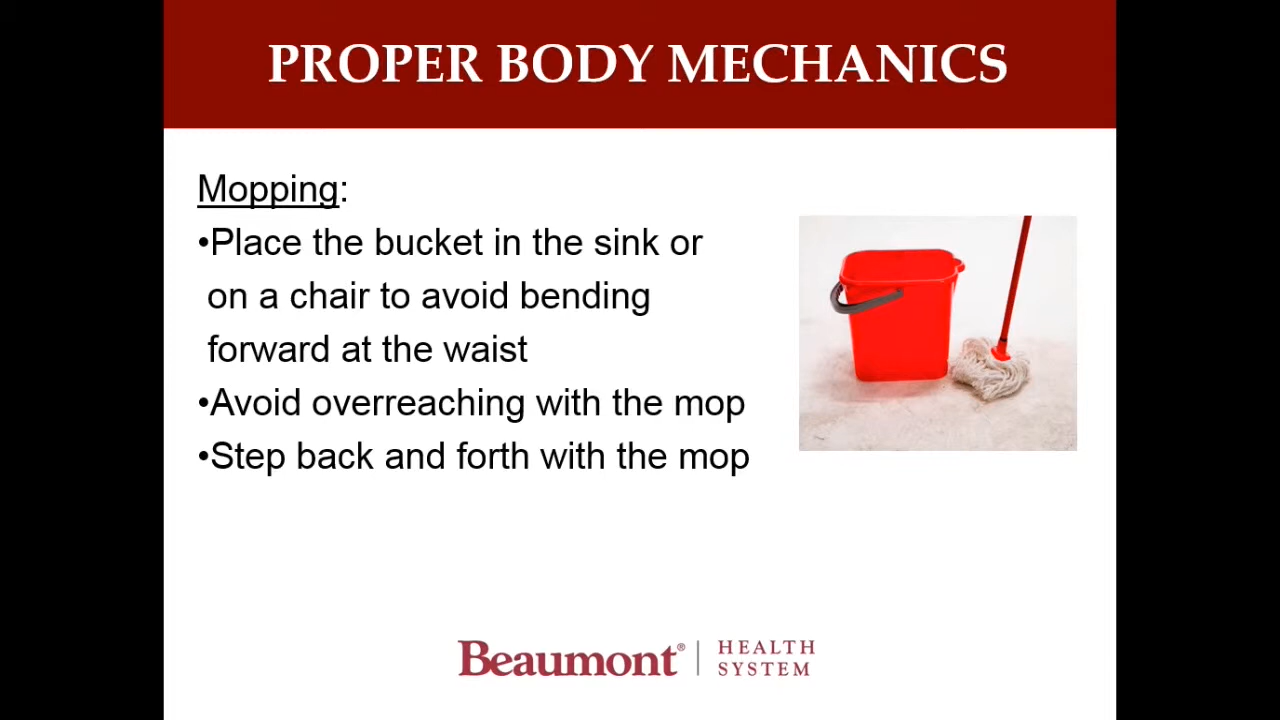 PROPER BODY MECHANICS
Mopping:
•Place the bucket in the sink or
on a chair to avoid bending
forward at the waist
•Avoid overreaching with the mop
•Step back and forth with the mop
Beaumont® | HEALTH
SYSTEM